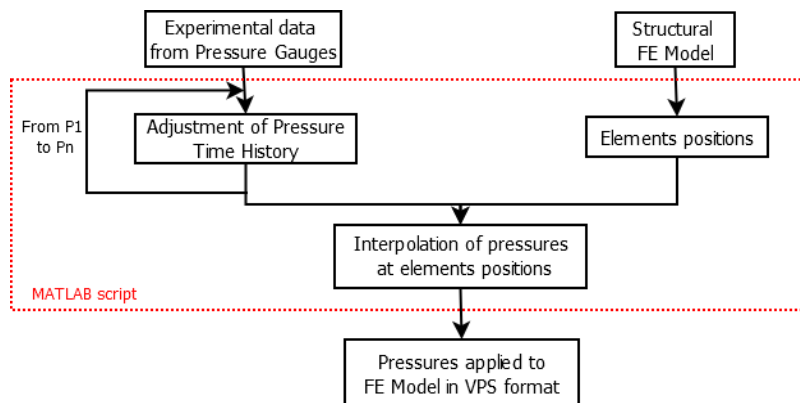 Experimental data
from Pressure Gauges
Structural
FE Model
From P1
to Pn
Adjustment of Pressure
Time History
Elements positions
Interpolation of pressures
at elements positions
MATLAB script
Pressures applied to
FE Model in VPS format